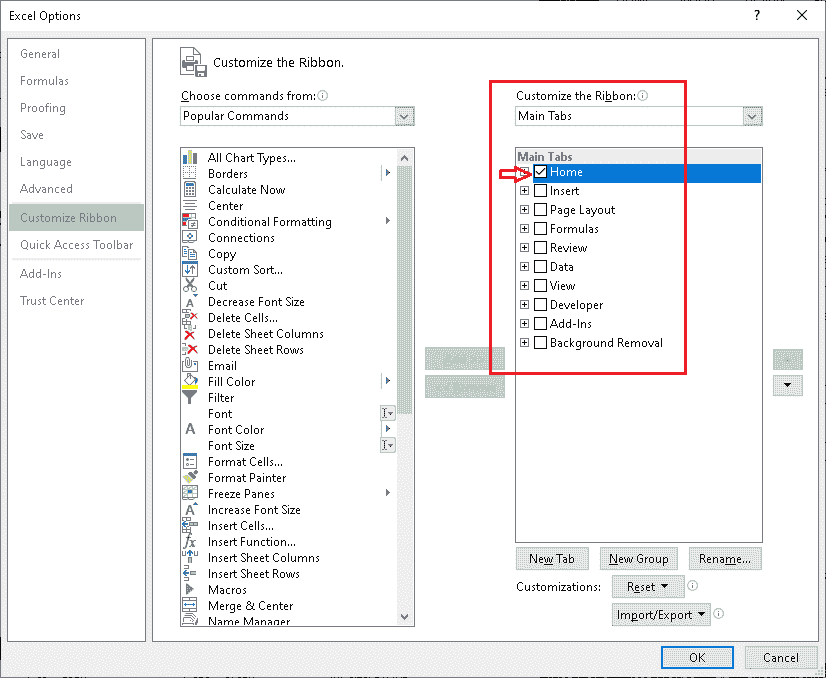 Excel Options
?
General
Formulas
Proofing
Save
Language
Advanced
Customize Ribbon
Quick Access Toolbar
Add-Ins
Trust Center
Customize the Ribbon.
Choose commands from:
Popular Commands
All Chart Types...
Borders
Calculate Now
Center
Conditional Formatting
Connections
Copy
Custom Sort...
Cut
Decrease Font Size
Delete Cells...
Delete Sheet Columns
Delete Sheet Rows
Email
Fill Color
Filter
Font
Font Color
Font Size
Format Cells...
Format Painter
Freeze Panes
Increase Font Size
Insert Cells...
Insert Function...
Insert Sheet Columns
Insert Sheet Rows
Macros
Merge & Center
Name Manager
Customize the Ribbon:
Main Tabs
Main Tabs
Home
Insert
Page Layout
Formulas
Review
Data
View
Developer
Add-Ins
Background Removal
New Tab New Group Rename...
Customizations: Reset
Import/Export
OK Cancel